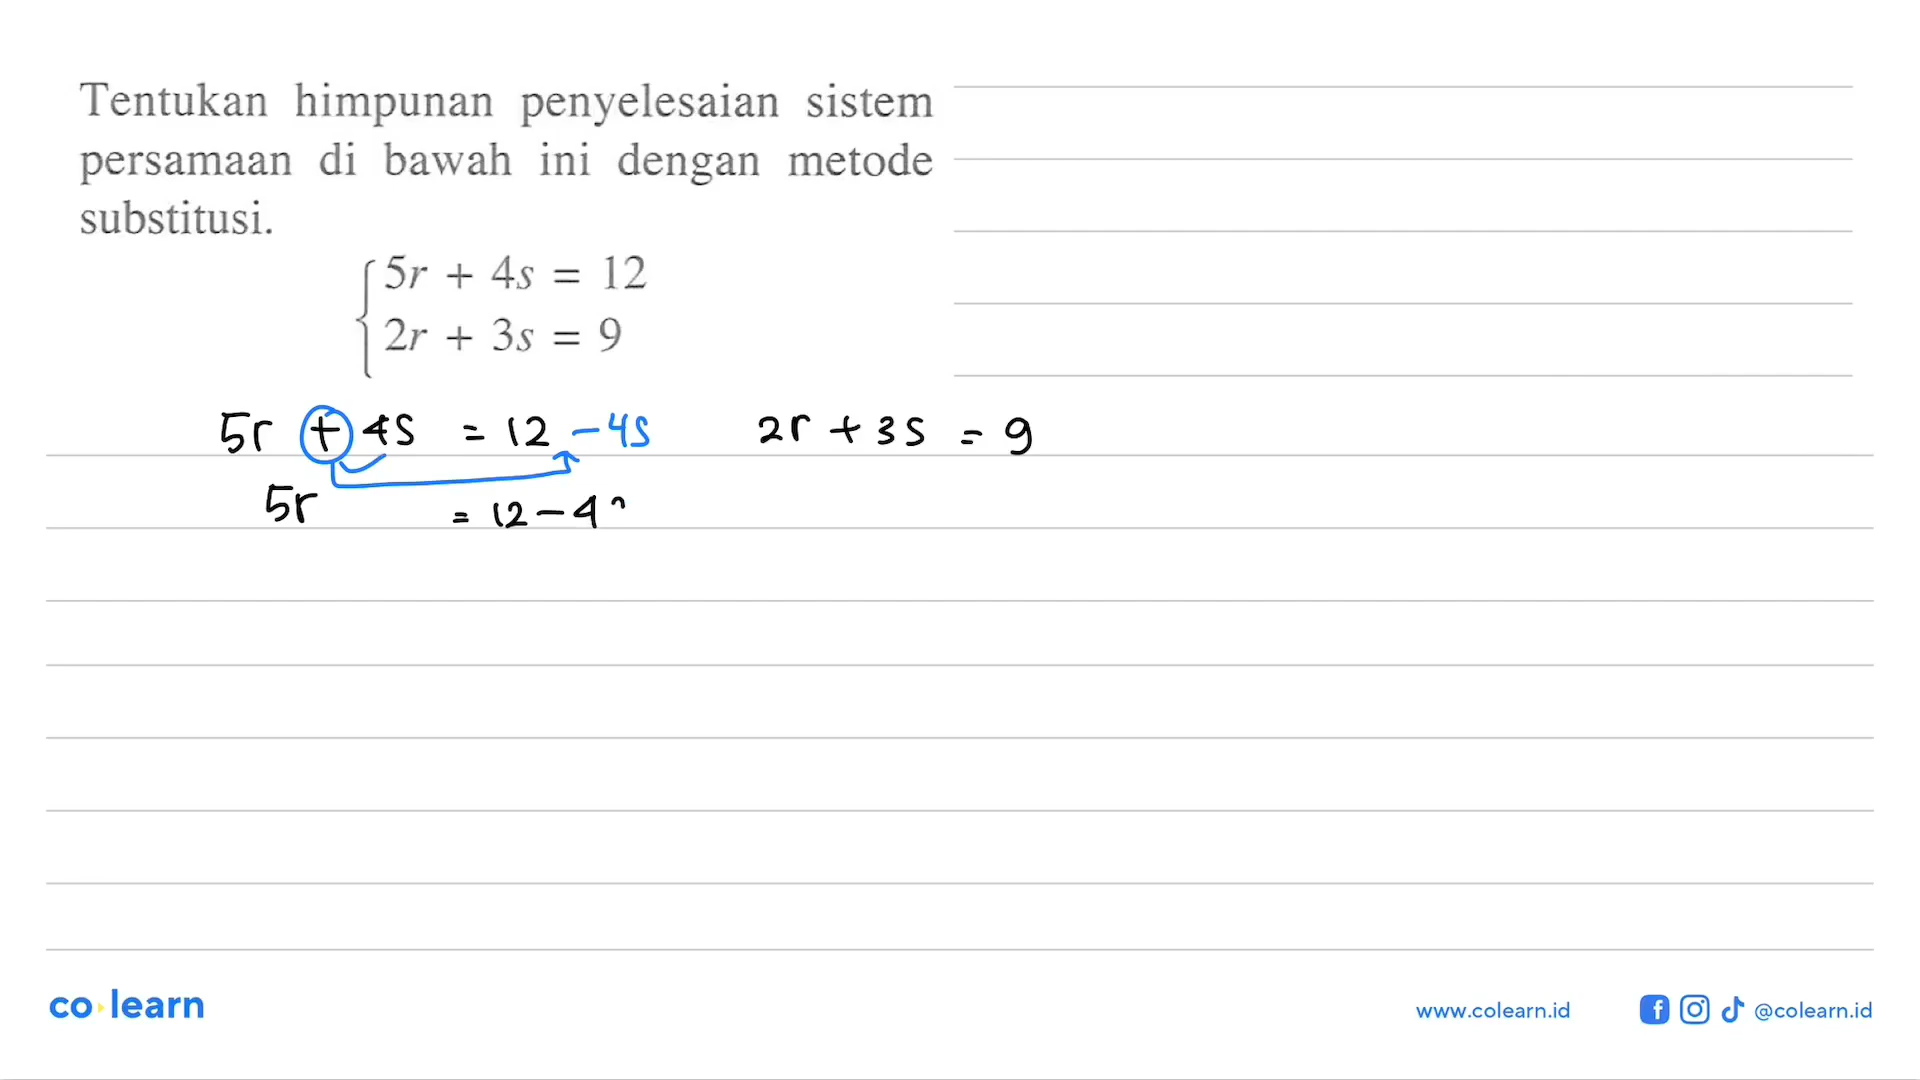 Tentukan himpunan penyelesaian sistem
persamaan di bawah ini dengan metode
substitusi.
5r + 4s = 12
2r + 3s = 9
5r + 4s = 12 - 4s 2r + 3s = 9
5r = 12 - 4
co learn
www.colearn.id @colearn.id